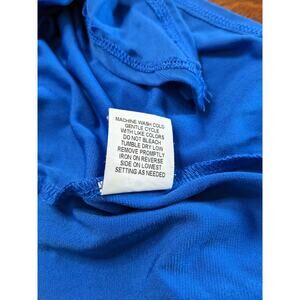 MACHINE WASH COLD
GENTLE CYCLE
WITH LIKE COLORS
DO NOT BLEACH
TUMBLE DRY LOW
REMOVE PROMPTLY
IRON ON REVERSE
SIDE ON LOWEST
SETTING AS NEEDED